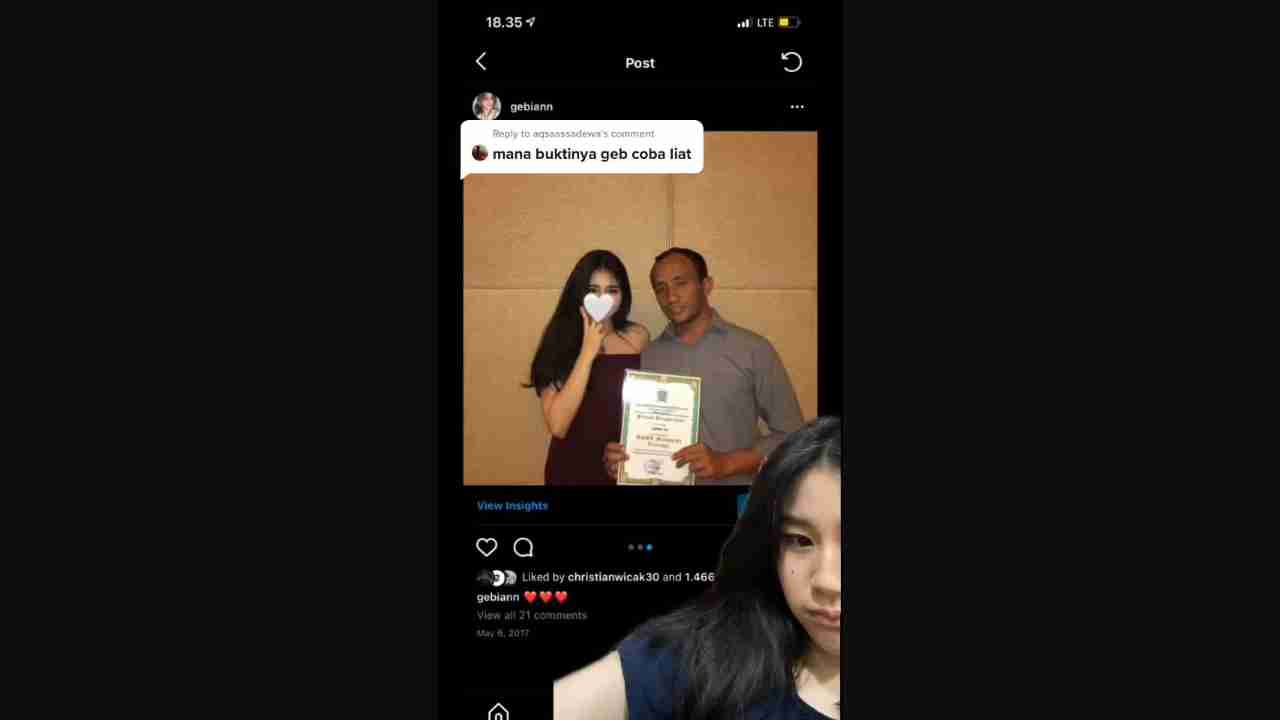 18.35
LTE
Post
gebiann
Reply to aqsasssadewa's comment
mana buktinya geb coba liat
View Insights
Liked by christianwicak30 and 1.466
gebiann ❤️❤️❤️
View all 21 comments
May 6, 2017